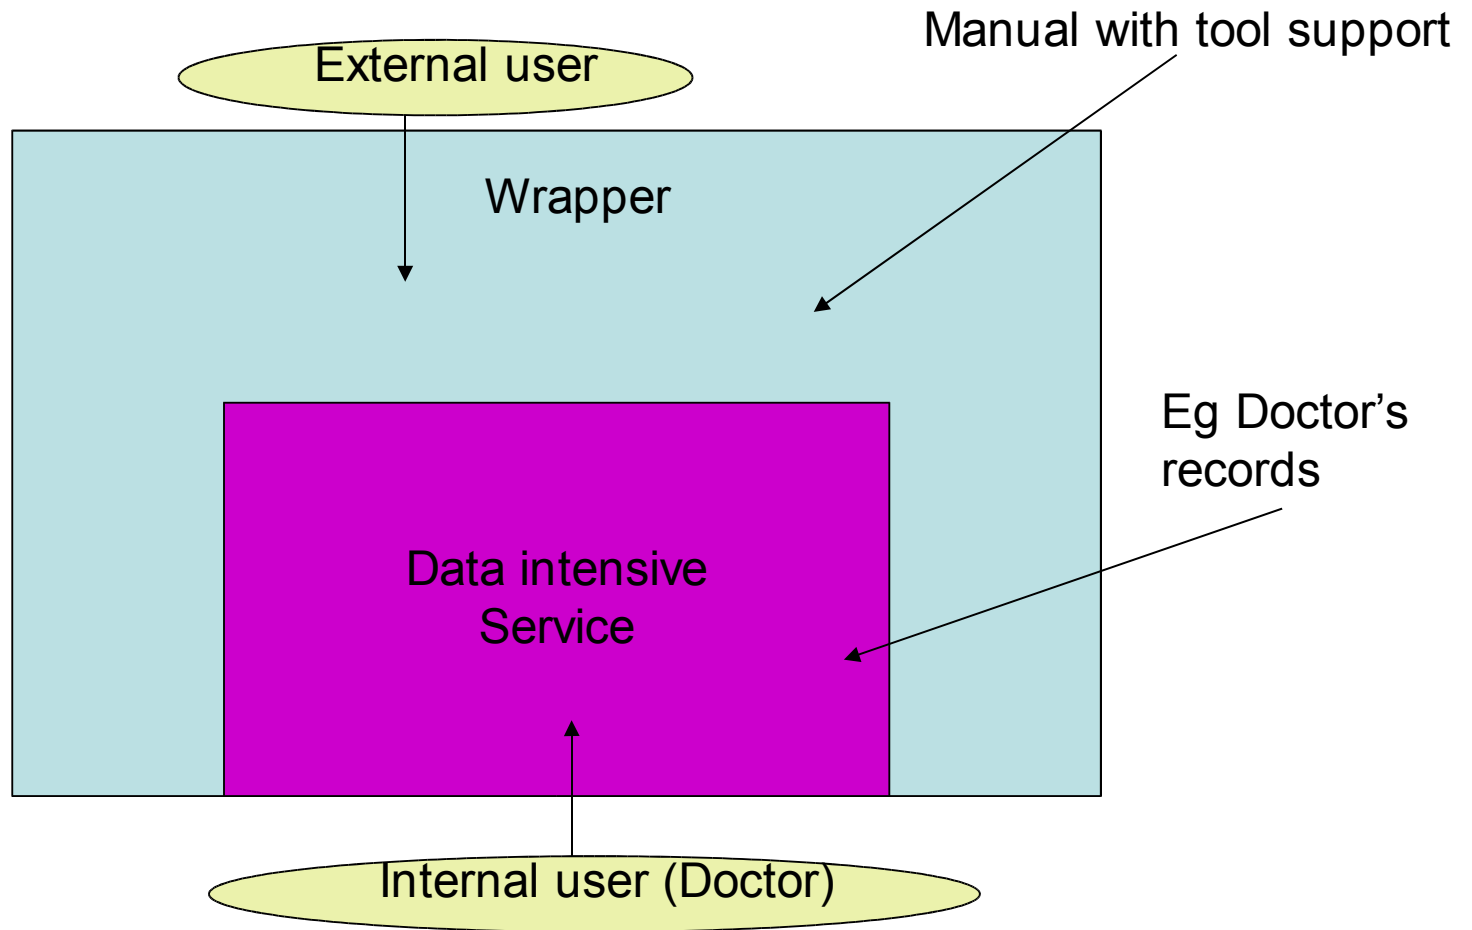 Manual with tool support
External user
Wrapper
Eg Doctor’s
records
Data intensive
Service
Internal user (Doctor)